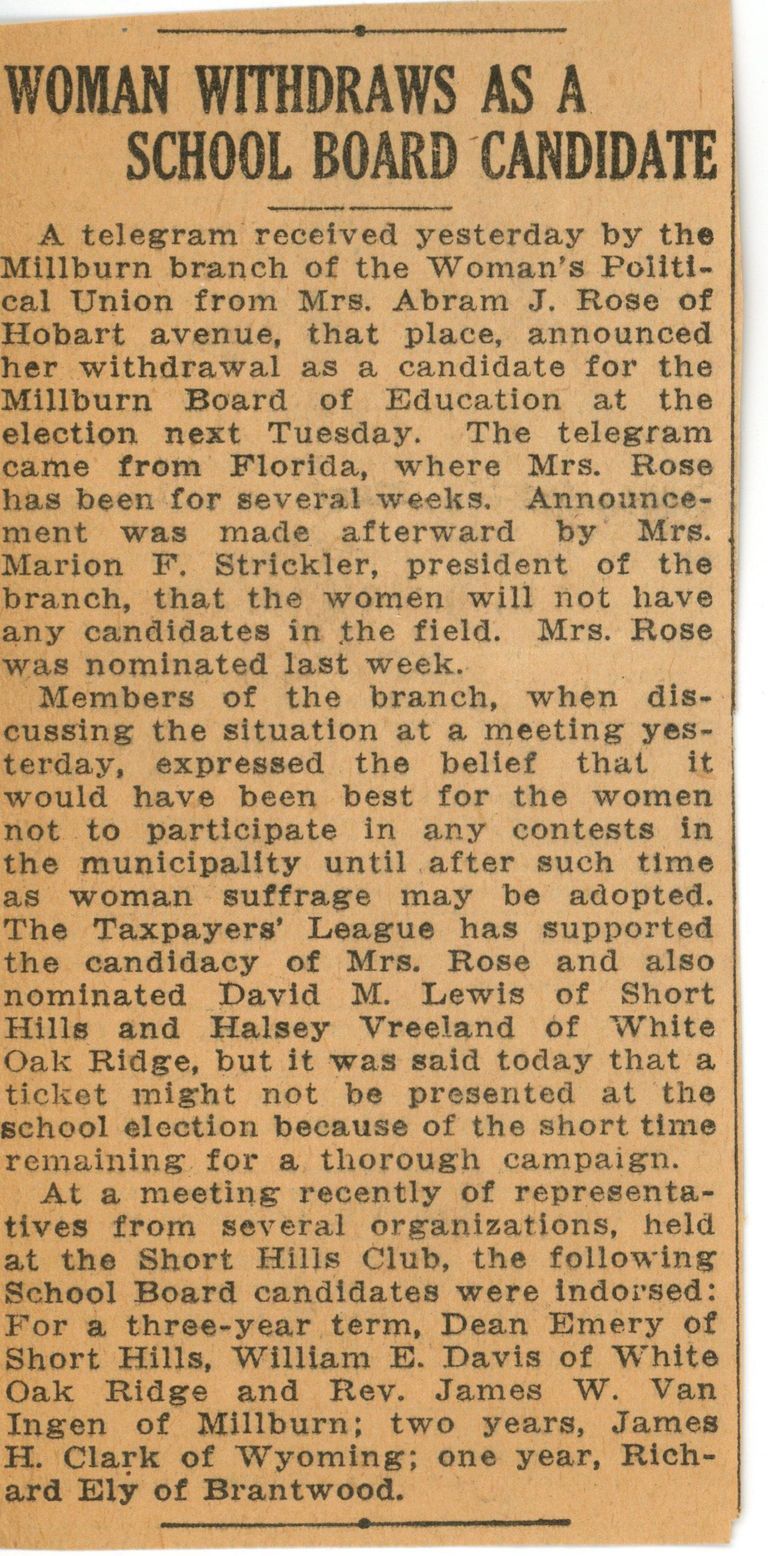 WOMAN WITHDRAWS AS A
SCHOOL BOARD CANDIDATE
A telegram received yesterday by the
Millburn branch of the Woman's Politi-
cal Union from Mrs. Abram J. Rose of
Hobart avenue, that place, announced
her withdrawal as a candidate for the
Millburn Board of Education at the
election next Tuesday. The telegram
came from Florida, where Mrs. Rose
has been for several weeks. Announce-
ment was made afterward by Mrs.
Marion F. Strickler, president of the
branch, that the women will not have
any candidates in the field. Mrs. Rose
was nominated last week.
Members of the branch, when dis-
cussing the situation at a meeting yes-
terday, expressed the belief that it
would have been best for the women
not to participate in any contests in
the municipality until after such time
as woman suffrage may be adopted.
The Taxpayers' League has supported
the candidacy of Mrs. Rose and also
nominated David M. Lewis of Short
Hills and Halsey Vreeland of White
Oak Ridge, but it was said today that a
ticket might not be presented at the
school election because of the short time
remaining for a thorough campaign.
At a meeting recently of representa-
tives from several organizations, held
at the Short Hills Club, the following
School Board candidates were indorsed:
For a three-year term, Dean Emery of
Short Hills, William E. Davis of White
Oak Ridge and Rev. James W. Van
Ingen of Millburn; two years, James
H. Clark of Wyoming; one year, Rich-
ard Ely of Brantwood.